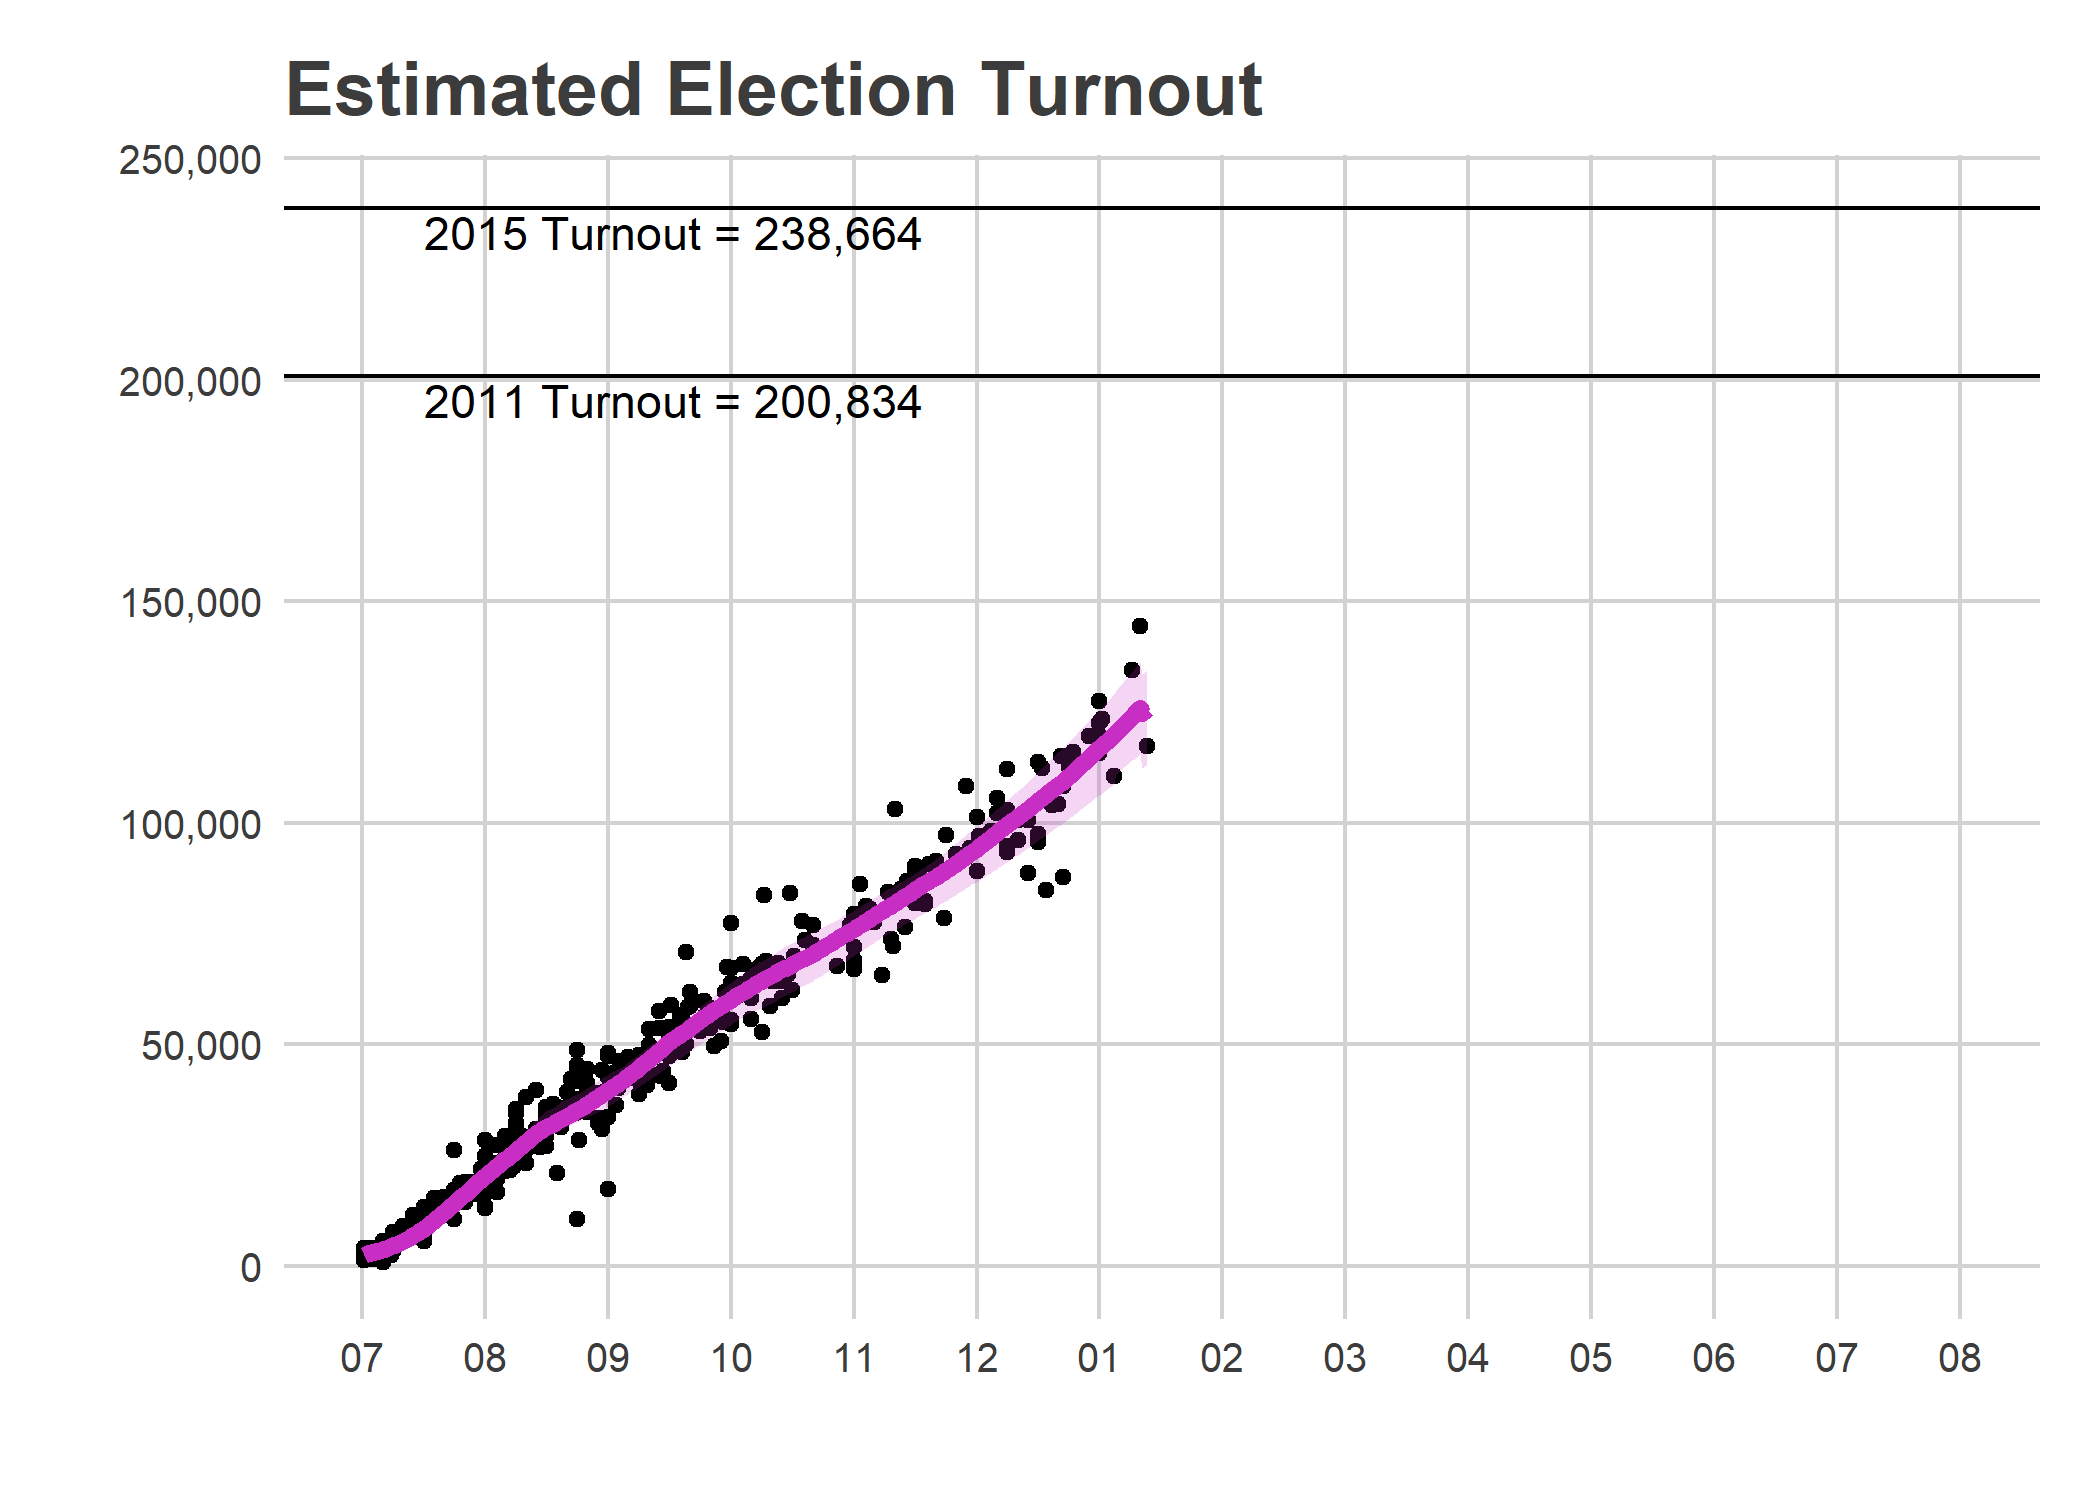 Estimated Election Turnout
250,000
2015 Turnout = 238,664
200,000
2011 Turnout = 200,834
150,000
100,000
50,000
0
07 08 09 10 11 12 01 02 03 04 05 06 07 08